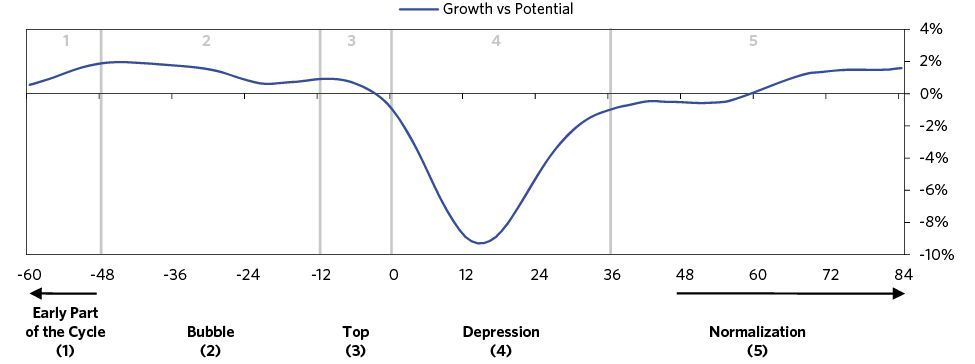 Growth vs Potential
1 2 3 4 5
4%
2%
0%
-2%
-4%
-6%
-8%
-10%
-60 -48 -36 -24 -12 0 12 24 36 48 60 72 84
Early Part
of the Cycle
(1)
Bubble
(2)
Top
(3)
Depression
(4)
Normalization
(5)